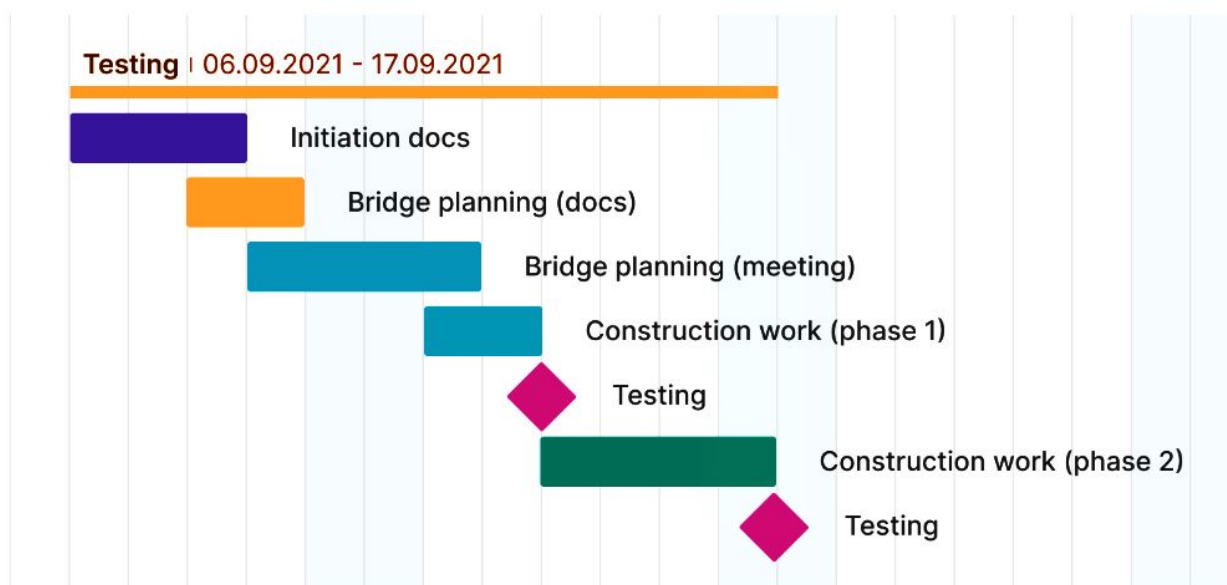 Testing | 06.09.2021 - 17.09.2021
Initiation docs
Bridge planning (docs)
Bridge planning (meeting)
Construction work (phase 1)
Testing
Construction work (phase 2)
Testing